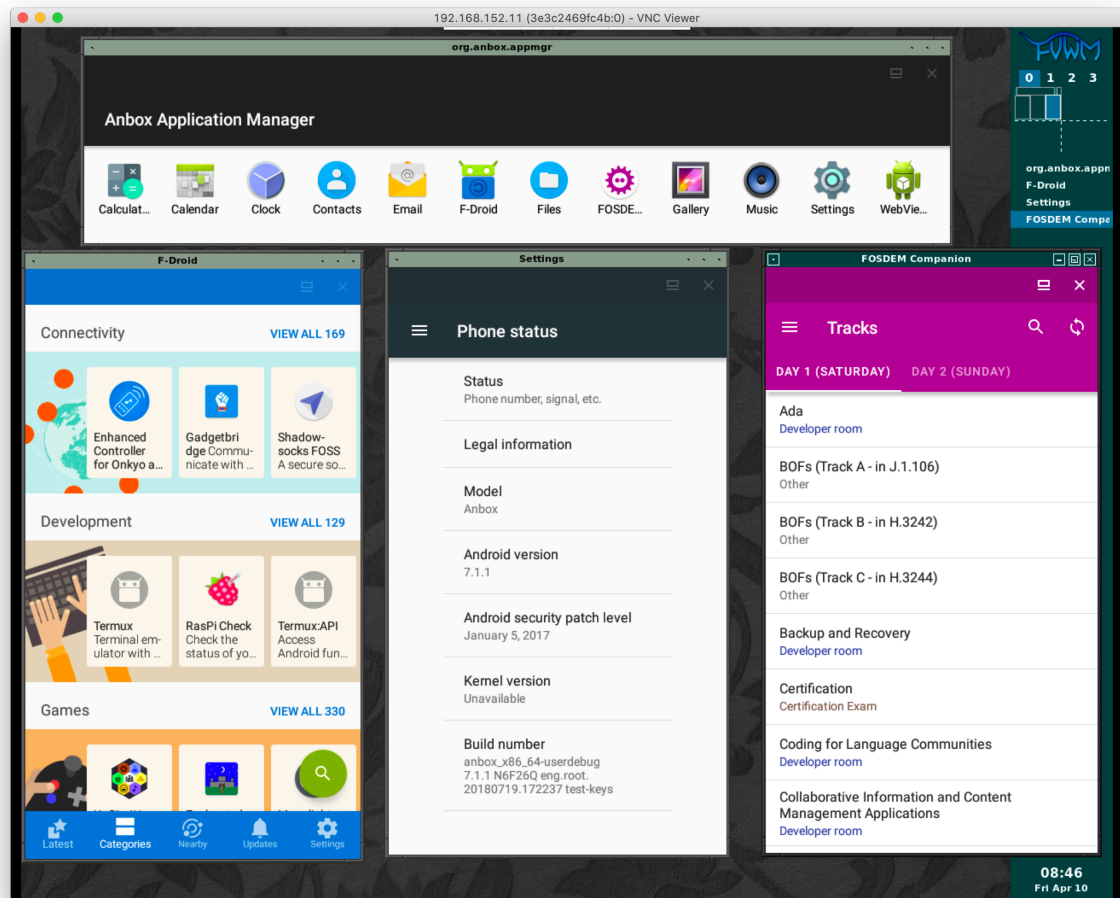 192.168.152.11 (3e3c2469fc4b:0) - VNC Viewer
org.anbox.appmgr
Anbox Application Manager
Calculat...
Calendar
Clock
Contacts
Email
F-Droid
Files
FOSDE...
Gallery
Music
Settings
WebVie...
FVWM
0 1 2 3
org.anbox.appm
F-Droid
Settings
FOSDEM Compa
F-Droid
Connectivity
VIEW ALL 169
Enhanced
Controller
for Onkyo a...
Gadgetbri
dge Commu-
nicate with ...
Shadow-
socks FOSS
A secure so...
Development
VIEW ALL 129
Termux
Terminal em-
ulator with ...
RasPi Check
Check the
status of yo...
Termux:API
Access
Android fun...
Games
VIEW ALL 330
Latest
Categories
Nearby
Updates
Settings
Settings
Phone status
Status
Phone number, signal, etc.
Legal information
Model
Anbox
Android version
7.1.1
Android security patch level
January 5, 2017
Kernel version
Unavailable
Build number
anbox_x86_64-userdebug
7.1.1 N6F26Q eng.root.
20180719.172237 test-keys
FOSDEM Companion
Tracks
DAY 1 (SATURDAY)
DAY 2 (SUNDAY)
Ada
Developer room
BOFs (Track A - in J.1.106)
Other
BOFs (Track B - in H.3242)
Other
BOFs (Track C - in H.3244)
Other
Backup and Recovery
Developer room
Certification
Certification Exam
Coding for Language Communities
Developer room
Collaborative Information and Content
Management Applications
Developer room
08:46
Fri Apr 10